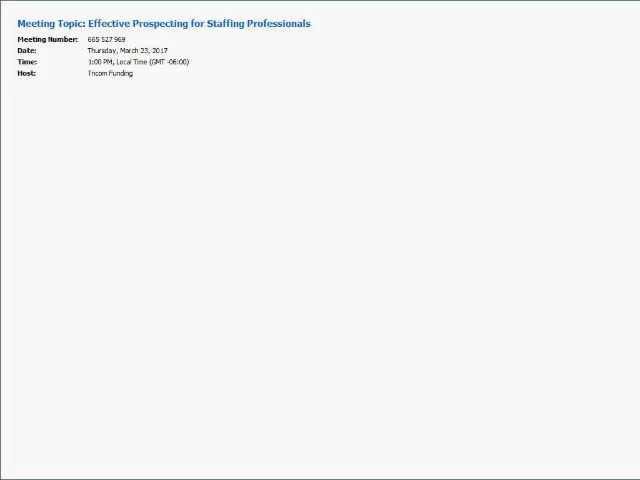 Meeting Topic: Effective Prospecting for Staffing Professionals
Meeting Number: 665 527 969
Date: Thursday, March 23, 2017
Time: 1:00 PM, Local Time (GMT -06:00)
Host: Tricom Funding